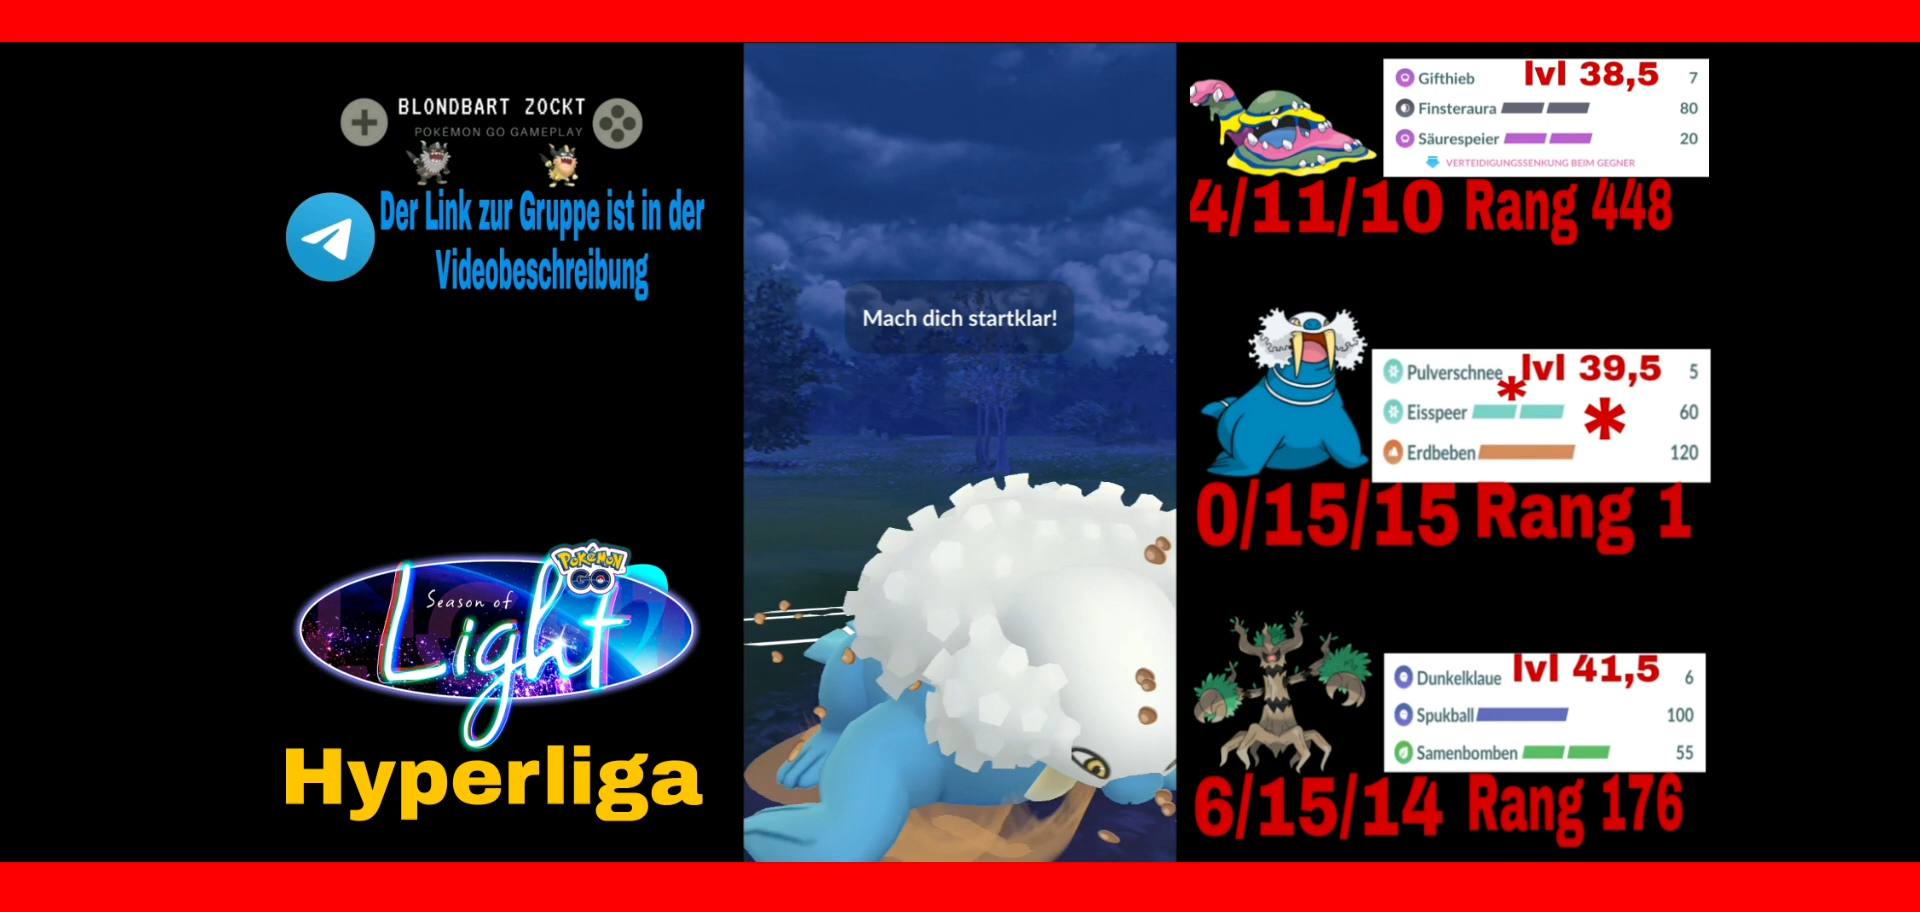 BLONDBART ZOCKT
POKÉMON GO GAMEPLAY
Der Link zur Gruppe ist in der
Videobeschreibung
POKÉMON
GO
Season of
Light
Hyperliga
Mach dich startklar!
Gifthieb lvl 38,5 7
Finsteraura 80
Säurespeier 20
VERTEIDIGUNGSSENKUNG BEIM GEGNER
4/11/10 Rang 448
Pulverschnee lvl 39,5 5
*
Eisspeer * 60
Erdbeben 120
0/15/15 Rang 1
Dunkelklaue lvl 41,5 6
Spukball 100
Samenbomben 55
6/15/14 Rang 176